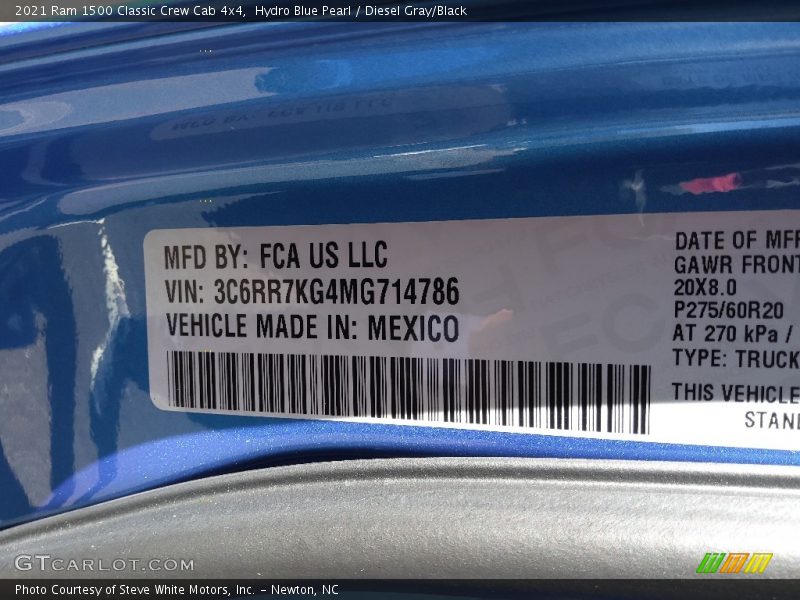 2021 Ram 1500 Classic Crew Cab 4x4, Hydro Blue Pearl / Diesel Gray/Black
MFD BY: FCA US LLC
VIN: 3C6RR7KG4MG714786
VEHICLE MADE IN: MEXICO
DATE OF MFR
GAWR FRONT
20X8.0
P275/60R20
AT 270 kPa /
TYPE: TRUCK
THIS VEHICLE
STAN
GTCARLOT.COM
Photo Courtesy of Steve White Motors, Inc. – Newton, NC